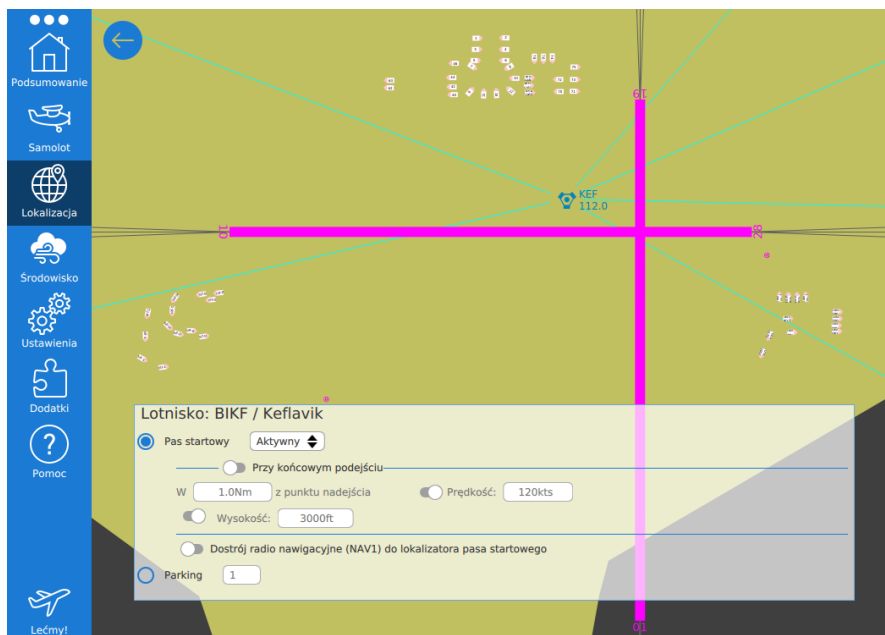 Podsumowanie
Samolot
Lokalizacja
Środowisko
Ustawienia
Dodatki
Pomoc
Lećmy!
19
KEF
112.0
10
28
01
Lotnisko: BIKF / Keflavik
Pas startowy Aktywny
Przy końcowym podejściu
W 1.0Nm z punktu nadejścia Prędkość: 120kts
Wysokość: 3000ft
Dostrój radio nawigacyjne (NAV1) do lokalizatora pasa startowego
Parking 1